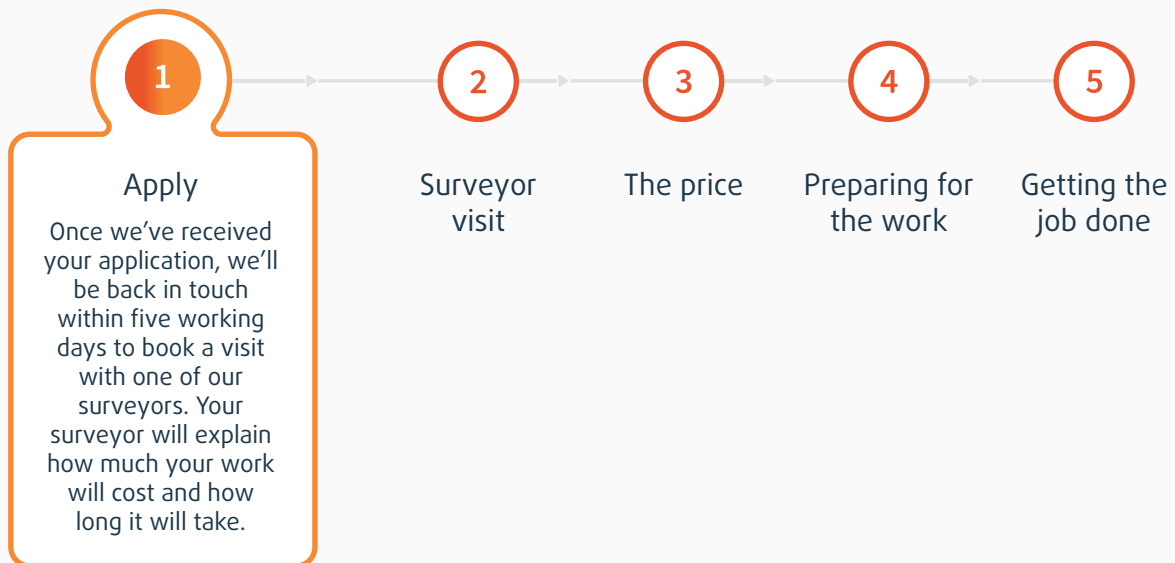 1
Apply
Once we’ve received
your application, we’ll
be back in touch
within five working
days to book a visit
with one of our
surveyors. Your
surveyor will explain
how much your work
will cost and how
long it will take.
2
Surveyor
visit
3
The price
4
Preparing for
the work
5
Getting the
job done